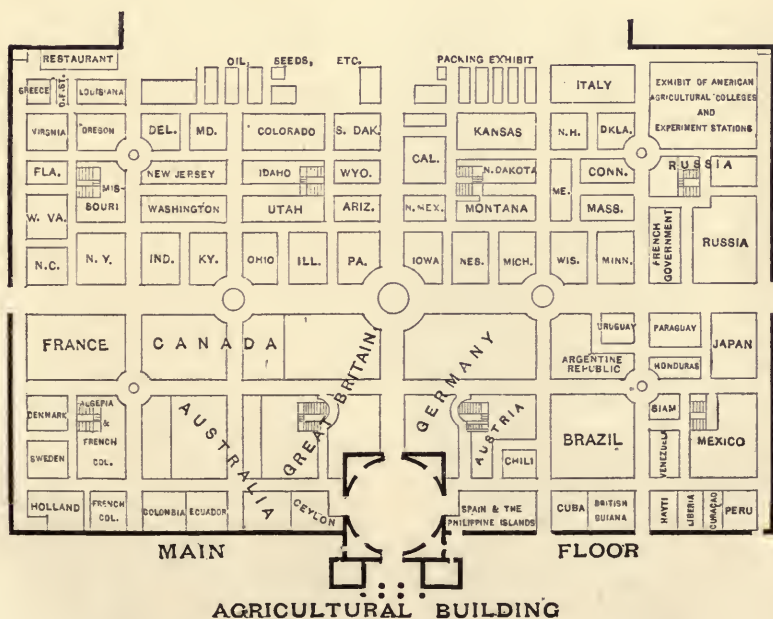 RESTAURANT
OIL, SEEDS, ETC.
PACKING EXHIBIT
GREECE
LOUISIANA
ITALY
EXHIBIT OF AMERICAN
AGRICULTURAL COLLEGES
AND
EXPERIMENT STATIONS
VIRGNIA
OREGON
DEL.
MD.
COLORADO
S. DAK.
CAL.
KANSAS
N.H.
OKLA.
FLA.
MIS-
SOURI
NEW JERSEY
IDAHO
WYO.
N. DAKOTA
ME.
CONN.
RUSSIA
W. VA.
WASHINGTON
UTAH
ARIZ.
N. MEX.
MONTANA
MASS.
FRENCH
GOVERNMENT
RUSSIA
N.C.
N.Y.
IND.
KY.
OHIO
ILL.
PA.
IOWA
NEB.
MICH.
WIS.
MINN.
FRANCE
CANADA
GREAT BRITAIN
GERMANY
URUGUAY
PARAGUAY
JAPAN
ARGENTINE
REPUBLIC
HONDURAS
DENMARK
ALGERIA
&
FRENCH
COL.
AUSTRALIA
AUSTRIA
BRAZIL
SIAM
MEXICO
SWEDEN
CHILI
VENEZUELA
HOLLAND
FRENCH
COL.
COLOMBIA
ECUADOR
CEYLON
SPAIN & THE
PHILIPPINE ISLANDS
CUBA
BRITISH
GUIANA
HAYTI
LIBERIA
CURAÇAO
PERU
MAIN FLOOR
AGRICULTURAL BUILDING